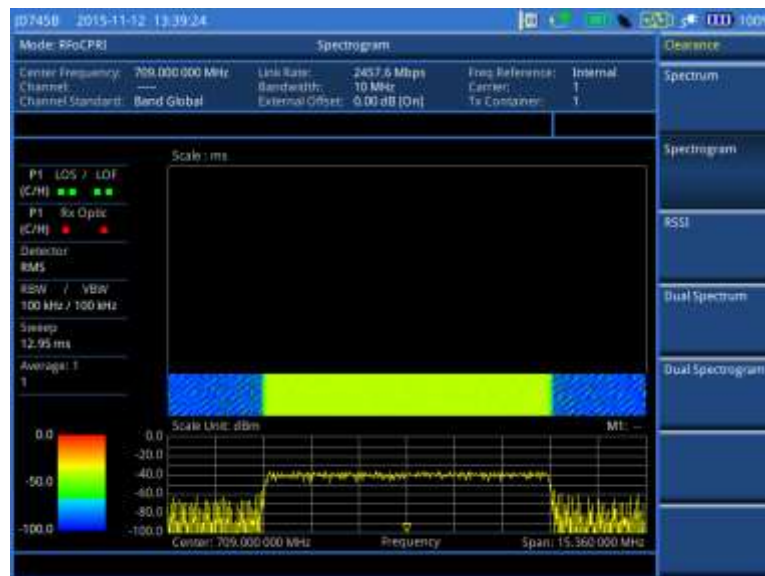 JD745B 2015-11-12 13:39:24
100%
Mode: RFoCPRI
Spectrogram
Clearance
Center Frequency: 709.000 000 MHz
Channel: ----
Channel Standard: Band Global
Link Rate: 2457.6 Mbps
Bandwidth: 10 MHz
External Offset: 0.00 dB [On]
Freq Reference: Internal
Carrier: 1
Tx Container: 1
Spectrum
Spectrogram
RSSI
Dual Spectrum
Dual Spectrogram
Scale : ms
P1 LOS / LOF
(C/H)
P1 Rx Optic
(C/H)
Detector
RMS
RBW / VBW
100 kHz / 100 kHz
Sweep
12.95 ms
Average: 1
1
Scale Unit: dBm
M1: --
0.0
-50.0
-100.0
0.0
-20.0
-40.0
-60.0
-80.0
-100.0
Center: 709.000 000 MHz
Frequency
Span: 15.360 000 MHz